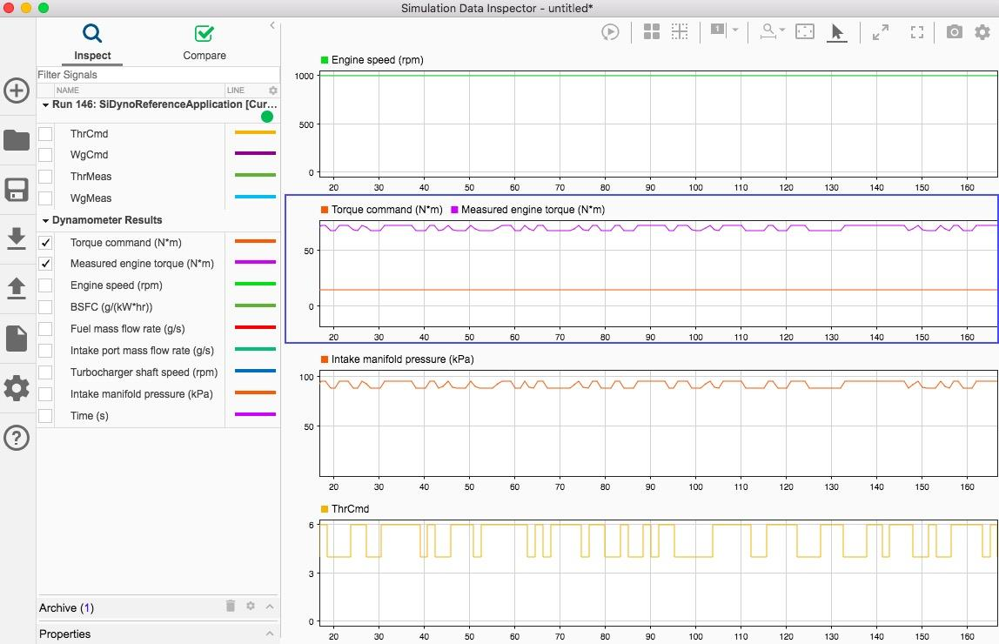 Simulation Data Inspector - untitled*
Inspect
Compare
Filter Signals
NAME
LINE
Run 146: SiDynoReferenceApplication [Cur...
ThrCmd
WgCmd
ThrMeas
WgMeas
Dynamometer Results
Torque command (N*m)
Measured engine torque (N*m)
Engine speed (rpm)
BSFC (g/(kW*hr))
Fuel mass flow rate (g/s)
Intake port mass flow rate (g/s)
Turbocharger shaft speed (rpm)
Intake manifold pressure (kPa)
Time (s)
Archive (1)
Properties
1
Engine speed (rpm)
1000
500
0
20 30 40 50 60 70 80 90 100 110 120 130 140 150 160
Torque command (N*m) Measured engine torque (N*m)
50
0
20 30 40 50 60 70 80 90 100 110 120 130 140 150 160
Intake manifold pressure (kPa)
100
50
20 30 40 50 60 70 80 90 100 110 120 130 140 150 160
ThrCmd
6
3
0
20 30 40 50 60 70 80 90 100 110 120 130 140 150 160